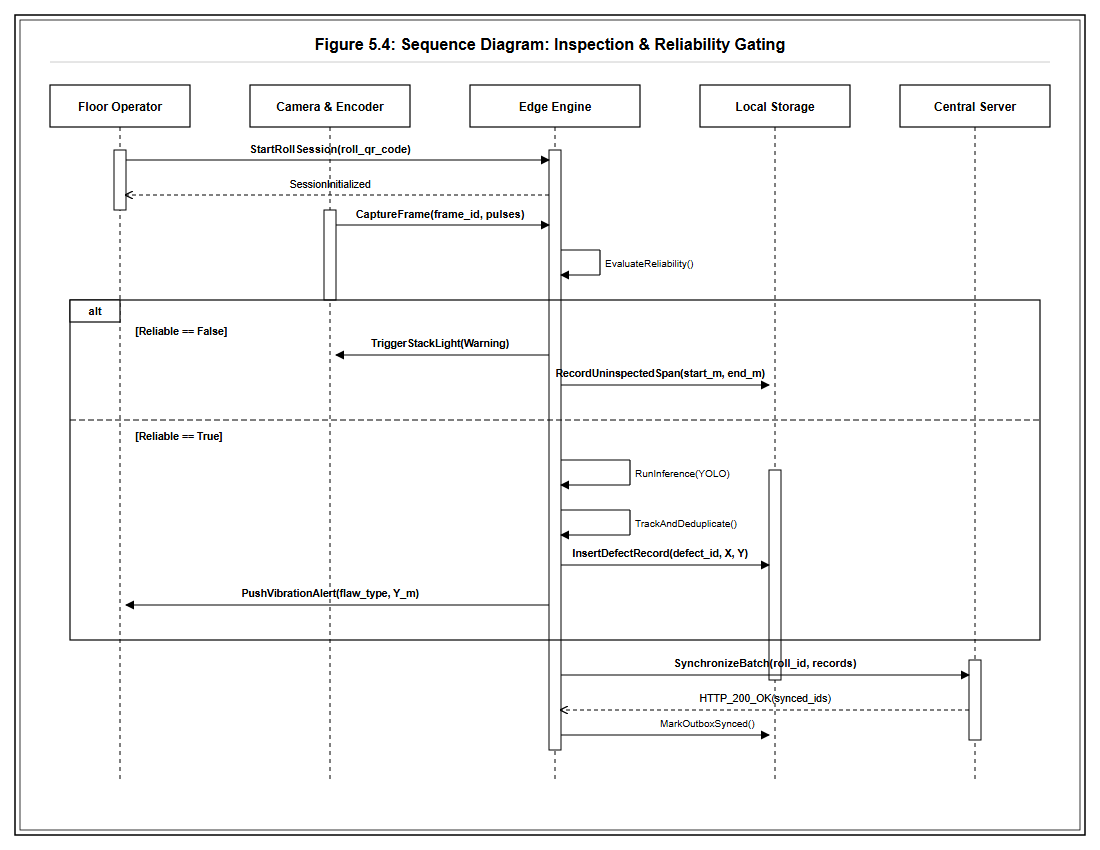 Figure 5.4: Sequence Diagram: Inspection & Reliability Gating
Floor Operator
Camera & Encoder
Edge Engine
Local Storage
Central Server
StartRollSession(roll_qr_code)
SessionInitialized
CaptureFrame(frame_id, pulses)
EvaluateReliability()
alt
[Reliable == False]
TriggerStackLight(Warning)
RecordUninspectedSpan(start_m, end_m)
[Reliable == True]
RunInference(YOLO)
TrackAndDeduplicate()
InsertDefectRecord(defect_id, X, Y)
PushVibrationAlert(flaw_type, Y_m)
SynchronizeBatch(roll_id, records)
HTTP_200_OK(synced_ids)
MarkOutboxSynced()